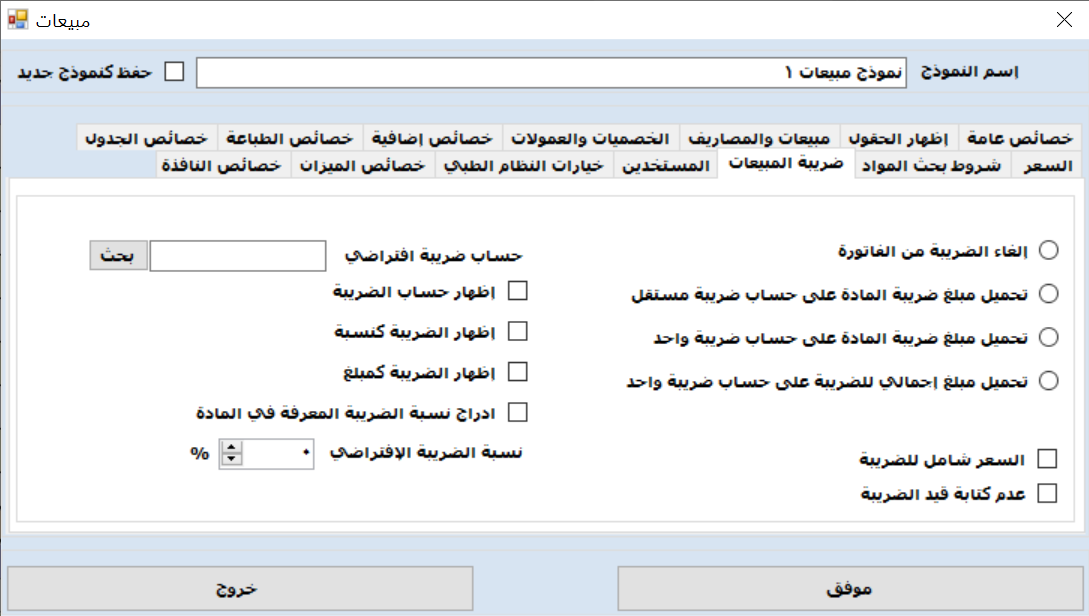 مبيعات
إسم النموذج نموذج مبيعات ١ حفظ كنموذج جديد
خصائص عامة إظهار الحقول مبيعات والمصاريف الخصميات والعمولات خصائص إضافية خصائص الطباعة خصائص الجدول
السعر شروط بحث المواد ضريبة المبيعات المستخدين خيارات النظام الطبي خصائص الميزان خصائص النافذة
إلغاء الضريبة من الفاتورة
تحميل مبلغ ضريبة المادة على حساب ضريبة مستقل
تحميل مبلغ ضريبة المادة على حساب ضريبة واحد
تحميل مبلغ إجمالي للضريبة على حساب ضريبة واحد
السعر شامل للضريبة
عدم كتابة قيد الضريبة
حساب ضريبة افتراضي بحث
إظهار حساب الضريبة
إظهار الضريبة كنسبة
إظهار الضريبة كمبلغ
ادراج نسبة الضريبة المعرفة في المادة
نسبة الضريبة الإفتراضي ٠ %
موفق خروج